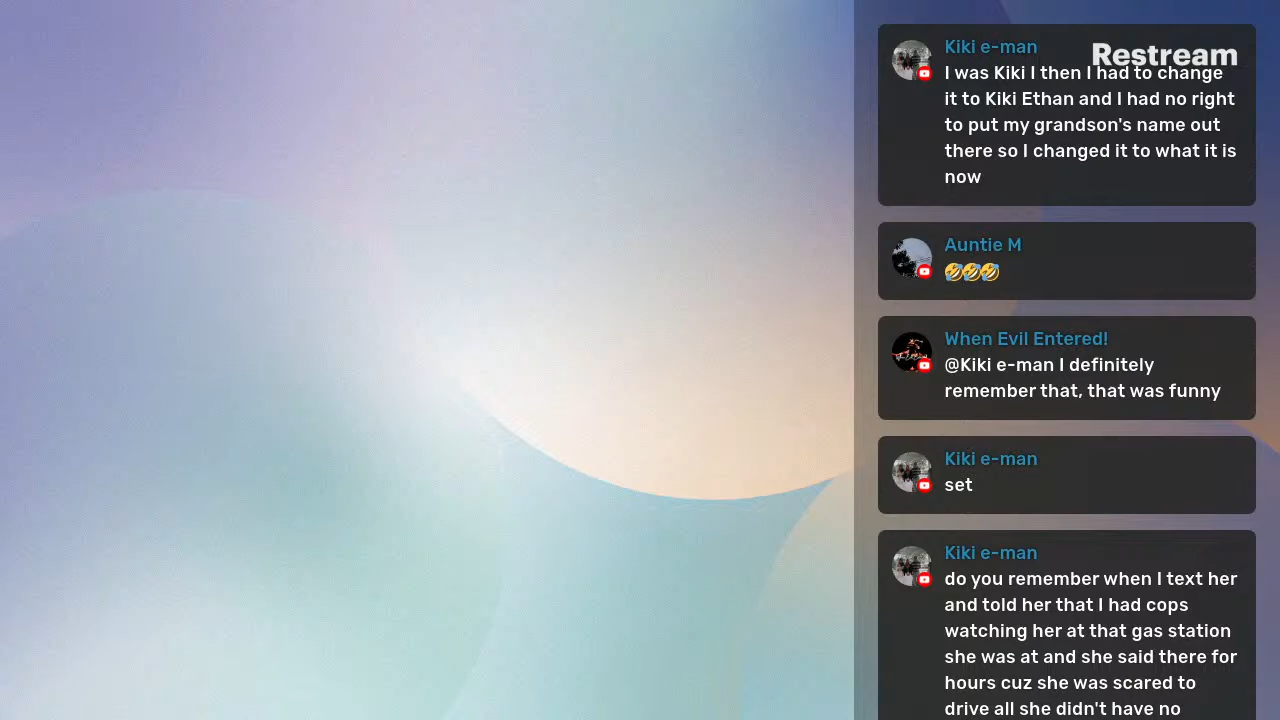 Kiki e-man
Restream
I was Kiki I then I had to change
it to Kiki Ethan and I had no right
to put my grandson's name out
there so I changed it to what it is
now
Auntie M
🤣🤣🤣
When Evil Entered!
@Kiki e-man I definitely
remember that, that was funny
Kiki e-man
set
Kiki e-man
do you remember when I text her
and told her that I had cops
watching her at that gas station
she was at and she said there for
hours cuz she was scared to
drive all she didn't have no